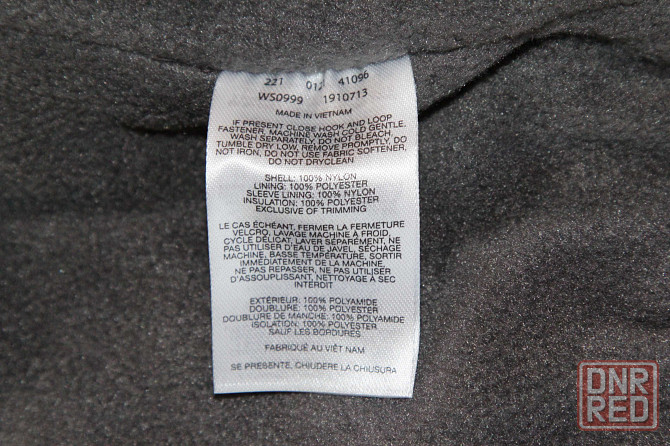 221 012 41096
WS0999 1910713
MADE IN VIETNAM
IF PRESENT CLOSE HOOK AND LOOP
FASTENER, MACHINE WASH COLD GENTLE,
WASH SEPARATELY, DO NOT BLEACH,
TUMBLE DRY LOW, REMOVE PROMPTLY, DO
NOT IRON, DO NOT USE FABRIC SOFTENER,
DO NOT DRYCLEAN
SHELL: 100% NYLON
LINING: 100% POLYESTER
SLEEVE LINING: 100% NYLON
INSULATION: 100% POLYESTER
EXCLUSIVE OF TRIMMING
LE CAS ÉCHÉANT, FERMER LA FERMETURE
VELCRO, LAVAGE MACHINE À FROID,
CYCLE DÉLICAT, LAVER SÉPARÉMENT, NE
PAS UTILISER D'EAU DE JAVEL, SÉCHAGE
MACHINE, BASSE TEMPÉRATURE, SORTIR
IMMÉDIATEMENT DE LA MACHINE,
NE PAS REPASSER, NE PAS UTILISER
D'ASSOUPLISSANT, NETTOYAGE À SEC
INTERDIT
EXTÉRIEUR: 100% POLYAMIDE
DOUBLURE: 100% POLYESTER
DOUBLURE DE MANCHE: 100% POLYAMIDE
ISOLATION: 100% POLYESTER
SAUF LES BORDURES
FABRIQUÉ AU VIÊT NAM
SE PRESENTE, CHIUDERE LA CHIUSURA
DNR
RED